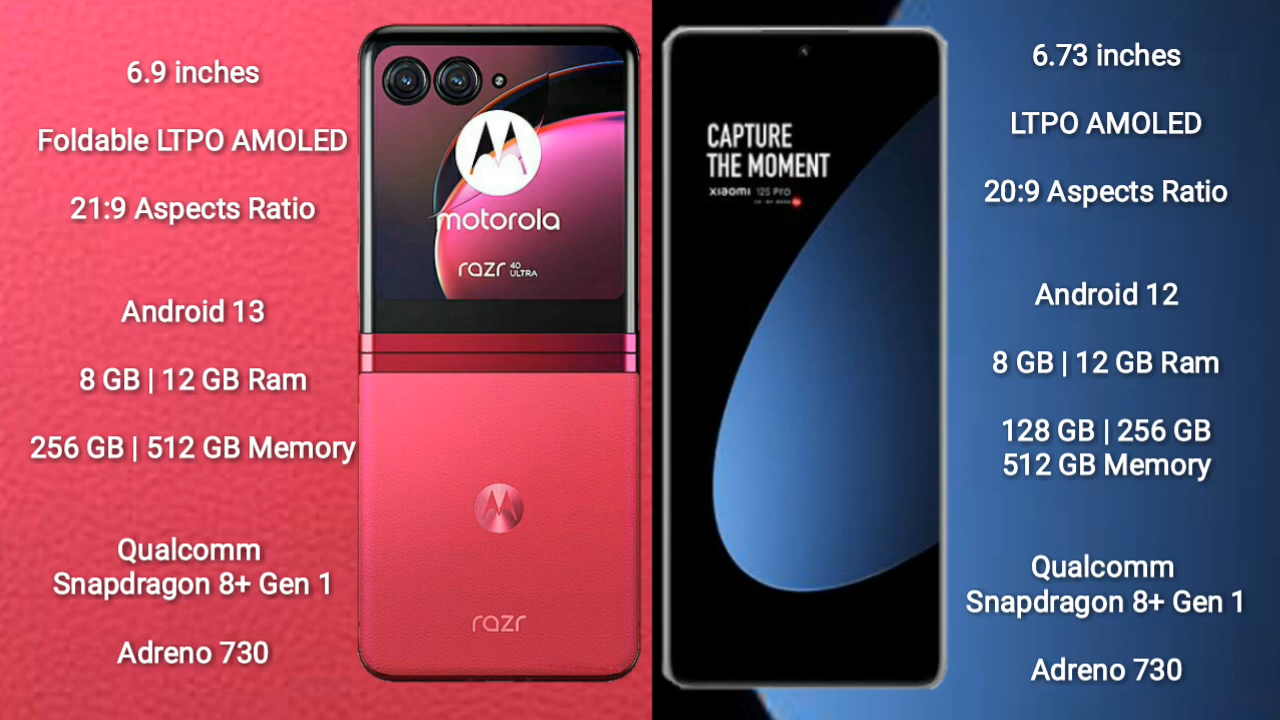 6.9 inches
Foldable LTPO AMOLED
21:9 Aspects Ratio
Android 13
8 GB | 12 GB Ram
256 GB | 512 GB Memory
Qualcomm
Snapdragon 8+ Gen 1
Adreno 730
motorola
razr 40 ULTRA
razr
CAPTURE
THE MOMENT
xiaomi 12S Pro
6.73 inches
LTPO AMOLED
20:9 Aspects Ratio
Android 12
8 GB | 12 GB Ram
128 GB | 256 GB
512 GB Memory
Qualcomm
Snapdragon 8+ Gen 1
Adreno 730